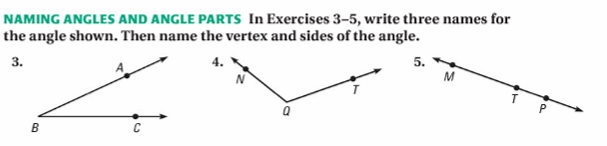 NAMING ANGLES AND ANGLE PARTS In Exercises 3–5, write three names for
the angle shown. Then name the vertex and sides of the angle.
3. A B C
4. N Q T
5. M T P